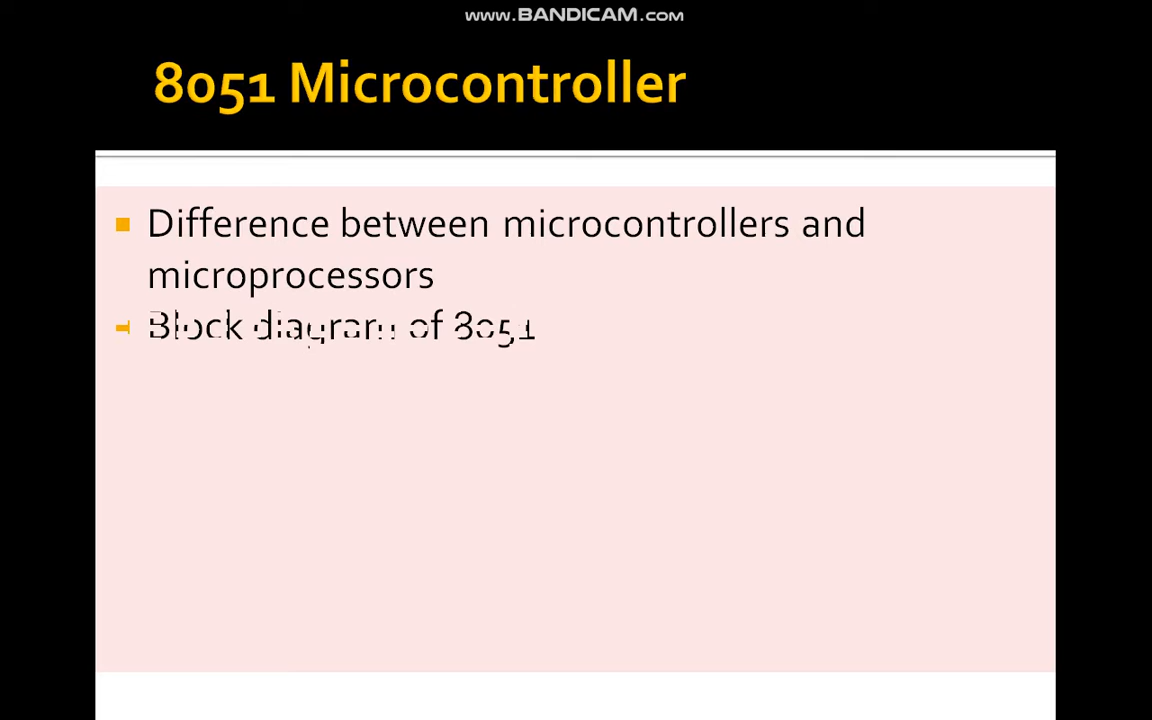 www.BANDICAM.com
8051 Microcontroller
Difference between microcontrollers and
microprocessors
Block diagram of 8051